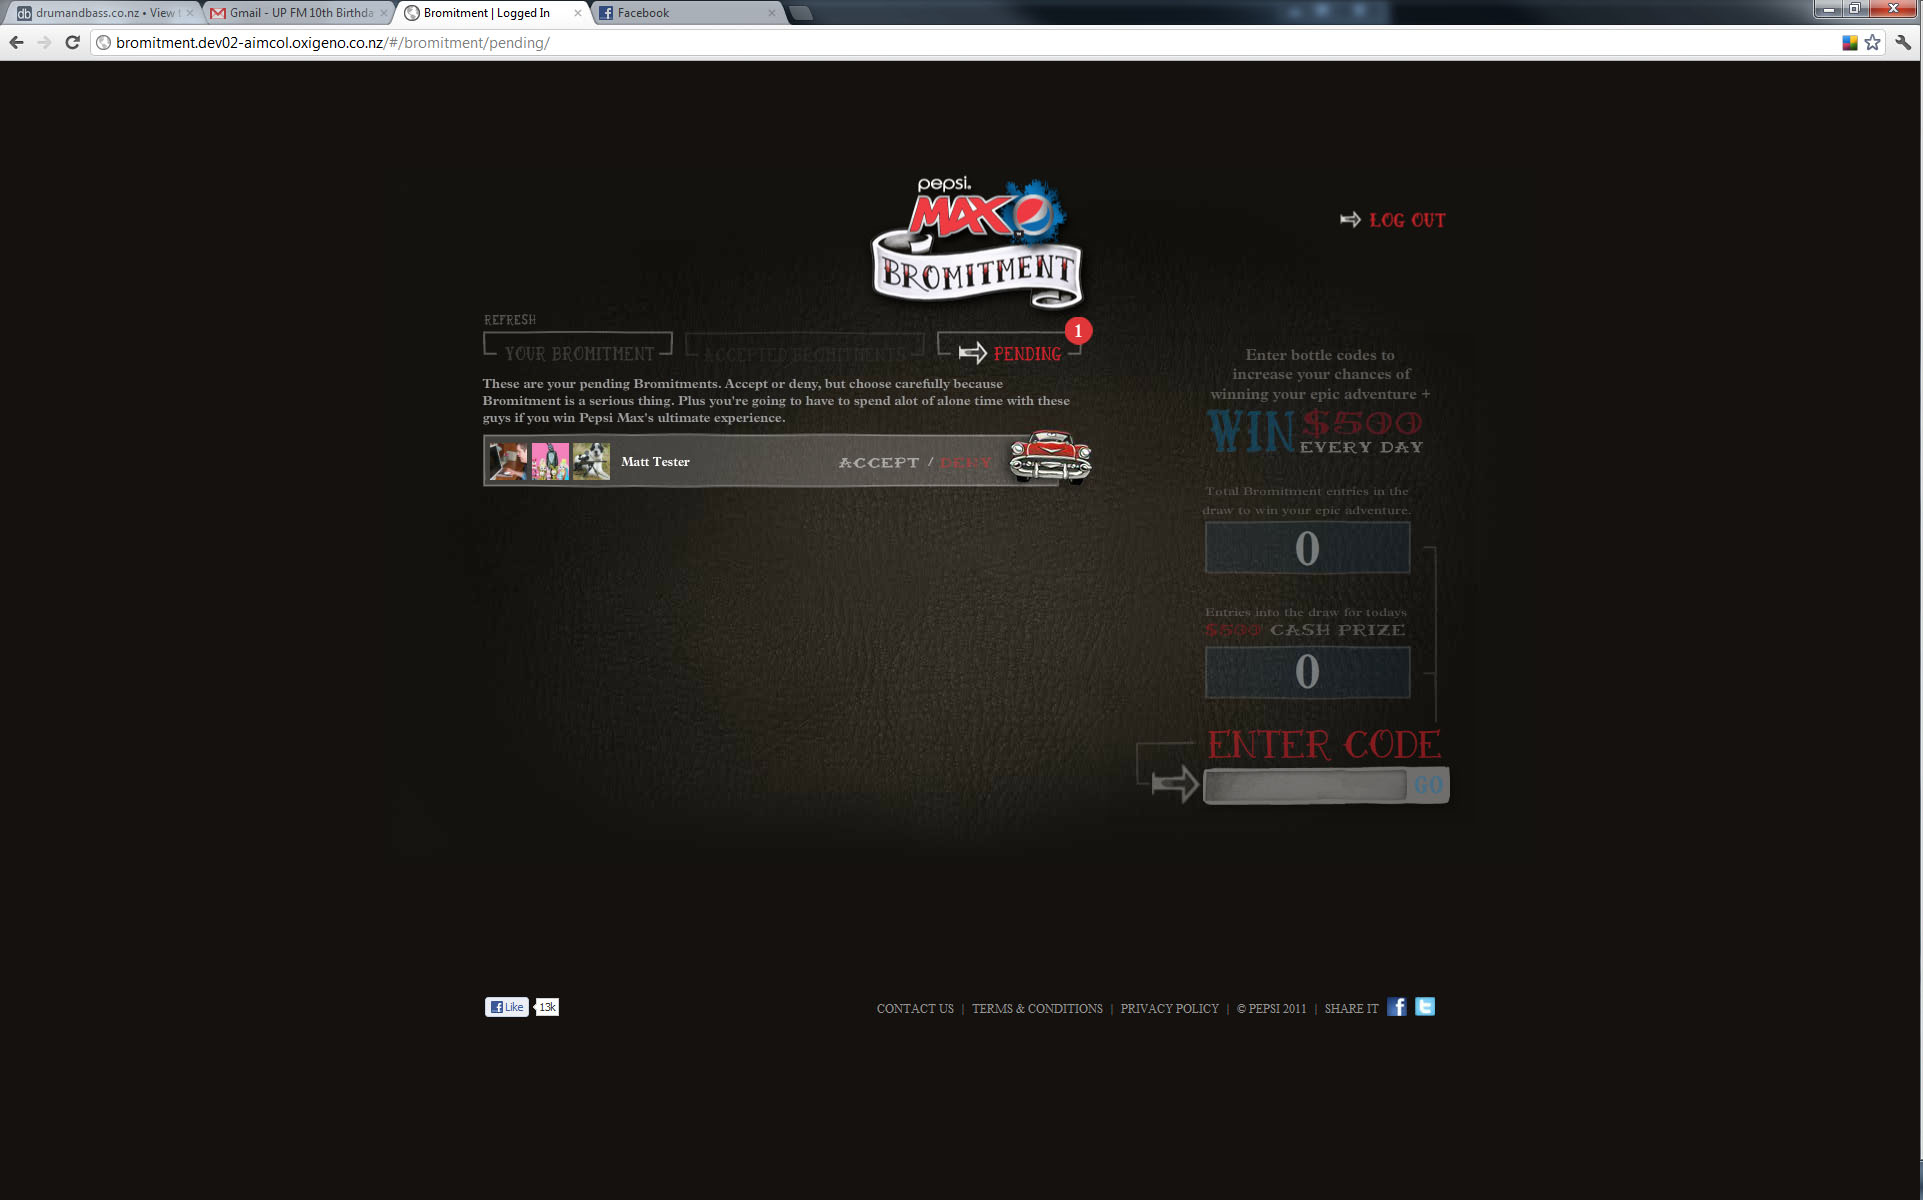 drumandbass.co.nz • View t
Gmail - UP FM 10th Birthda
Bromitment | Logged In
Facebook
bromitment.dev02-aimcol.oxigeno.co.nz/#/bromitment/pending/
pepsi.
MAX
BROMITMENT
LOG OUT
REFRESH
YOUR BROMITMENT
ACCEPTED BROMITMENTS
PENDING
1
These are your pending Bromitments. Accept or deny, but choose carefully because
Bromitment is a serious thing. Plus you're going to have to spend alot of alone time with these
guys if you win Pepsi Max's ultimate experience.
Matt Tester
ACCEPT / DENY
Enter bottle codes to
increase your chances of
winning your epic adventure +
WIN $500
EVERY DAY
Total Bromitment entries in the
draw to win your epic adventure.
0
Entries into the draw for todays
$500 CASH PRIZE
0
ENTER CODE
GO
Like
13k
CONTACT US | TERMS & CONDITIONS | PRIVACY POLICY | © PEPSI 2011 | SHARE IT